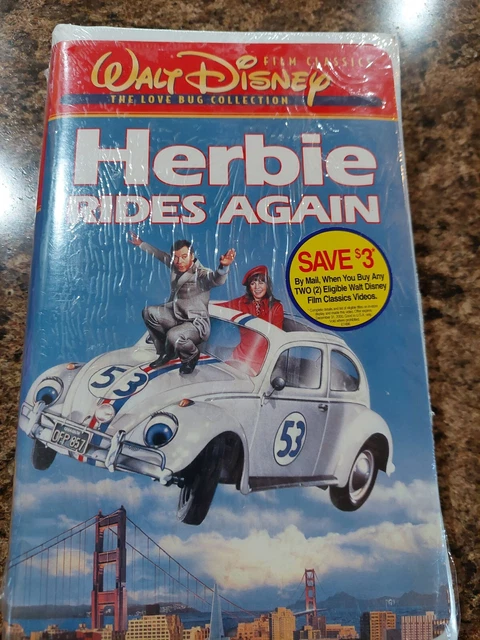 FILM CLASSICS
WALT DISNEY
THE LOVE BUG COLLECTION
Herbie
RIDES AGAIN
SAVE $3*
By Mail, When You Buy Any
TWO (2) Eligible Walt Disney
Film Classics Videos.
53
53
OFP 857